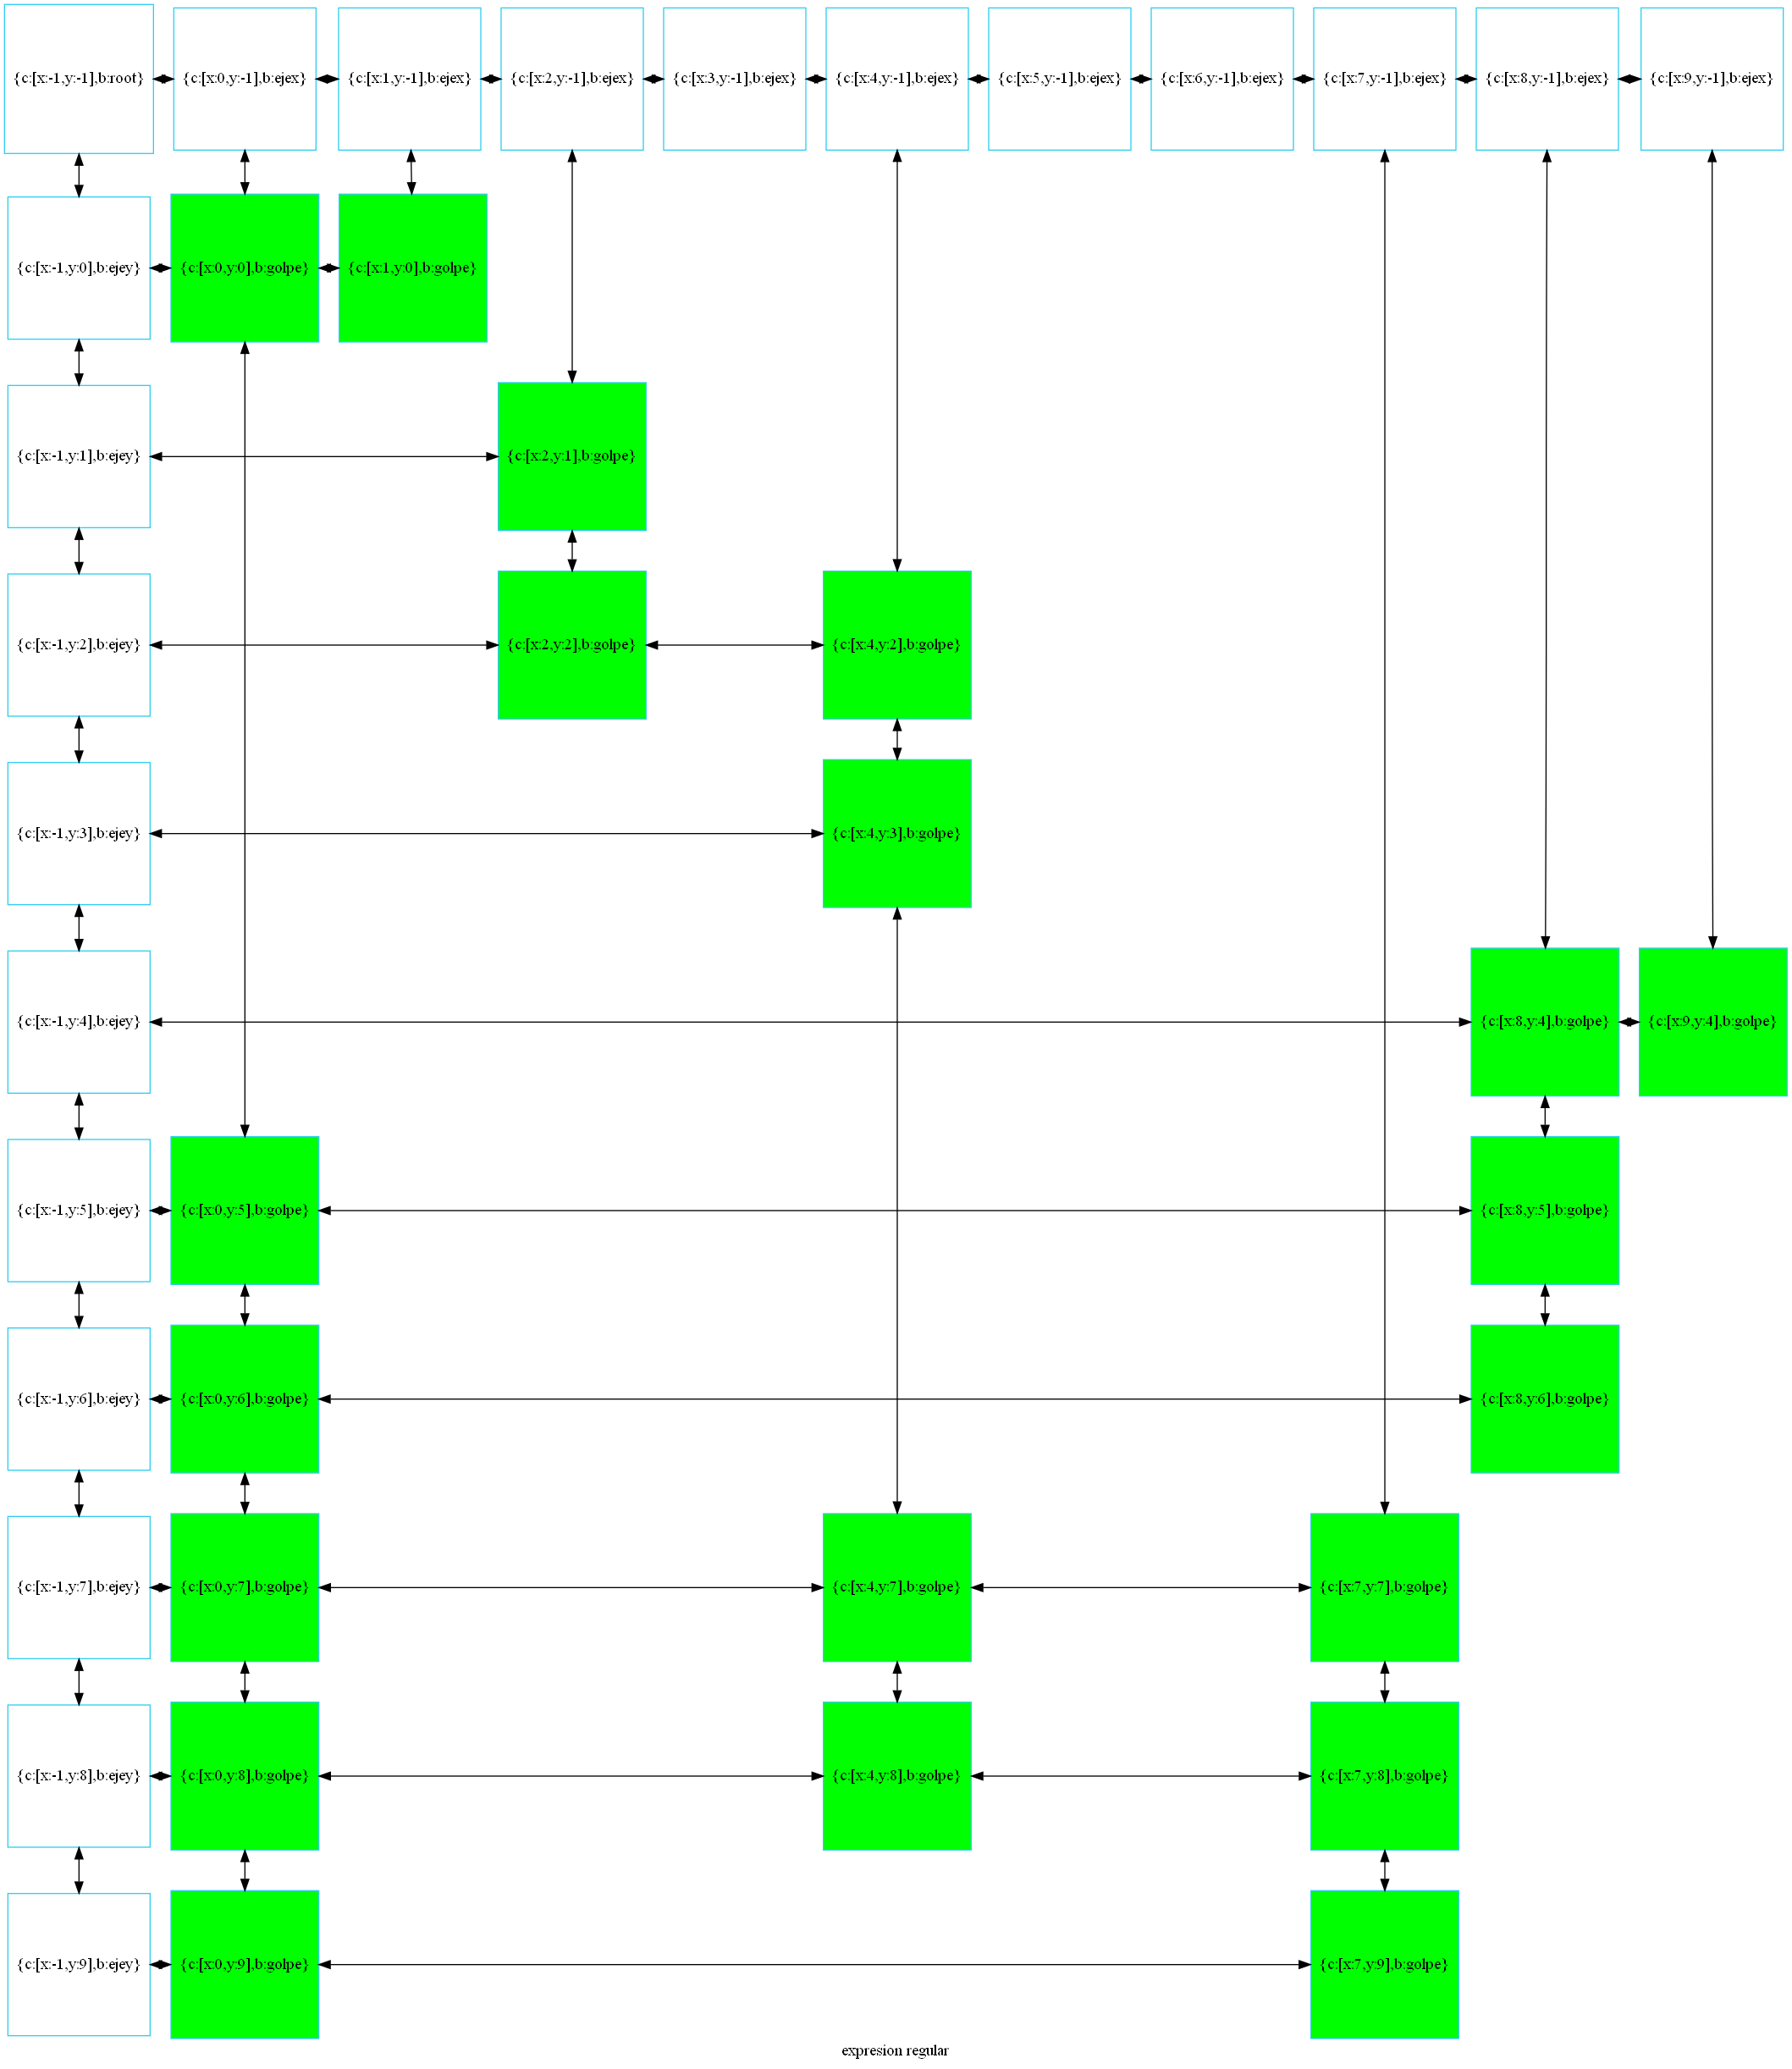 {c:[x:-1,y:-1],b:root} {c:[x:0,y:-1],b:ejex} {c:[x:1,y:-1],b:ejex} {c:[x:2,y:-1],b:ejex} {c:[x:3,y:-1],b:ejex} {c:[x:4,y:-1],b:ejex} {c:[x:5,y:-1],b:ejex} {c:[x:6,y:-1],b:ejex} {c:[x:7,y:-1],b:ejex} {c:[x:8,y:-1],b:ejex} {c:[x:9,y:-1],b:ejex}
{c:[x:-1,y:0],b:ejey} {c:[x:0,y:0],b:golpe} {c:[x:1,y:0],b:golpe}
{c:[x:-1,y:1],b:ejey} {c:[x:2,y:1],b:golpe}
{c:[x:-1,y:2],b:ejey} {c:[x:2,y:2],b:golpe} {c:[x:4,y:2],b:golpe}
{c:[x:-1,y:3],b:ejey} {c:[x:4,y:3],b:golpe}
{c:[x:-1,y:4],b:ejey} {c:[x:8,y:4],b:golpe} {c:[x:9,y:4],b:golpe}
{c:[x:-1,y:5],b:ejey} {c:[x:0,y:5],b:golpe} {c:[x:8,y:5],b:golpe}
{c:[x:-1,y:6],b:ejey} {c:[x:0,y:6],b:golpe} {c:[x:8,y:6],b:golpe}
{c:[x:-1,y:7],b:ejey} {c:[x:0,y:7],b:golpe} {c:[x:4,y:7],b:golpe} {c:[x:7,y:7],b:golpe}
{c:[x:-1,y:8],b:ejey} {c:[x:0,y:8],b:golpe} {c:[x:4,y:8],b:golpe} {c:[x:7,y:8],b:golpe}
{c:[x:-1,y:9],b:ejey} {c:[x:0,y:9],b:golpe} {c:[x:7,y:9],b:golpe}
expresion regular